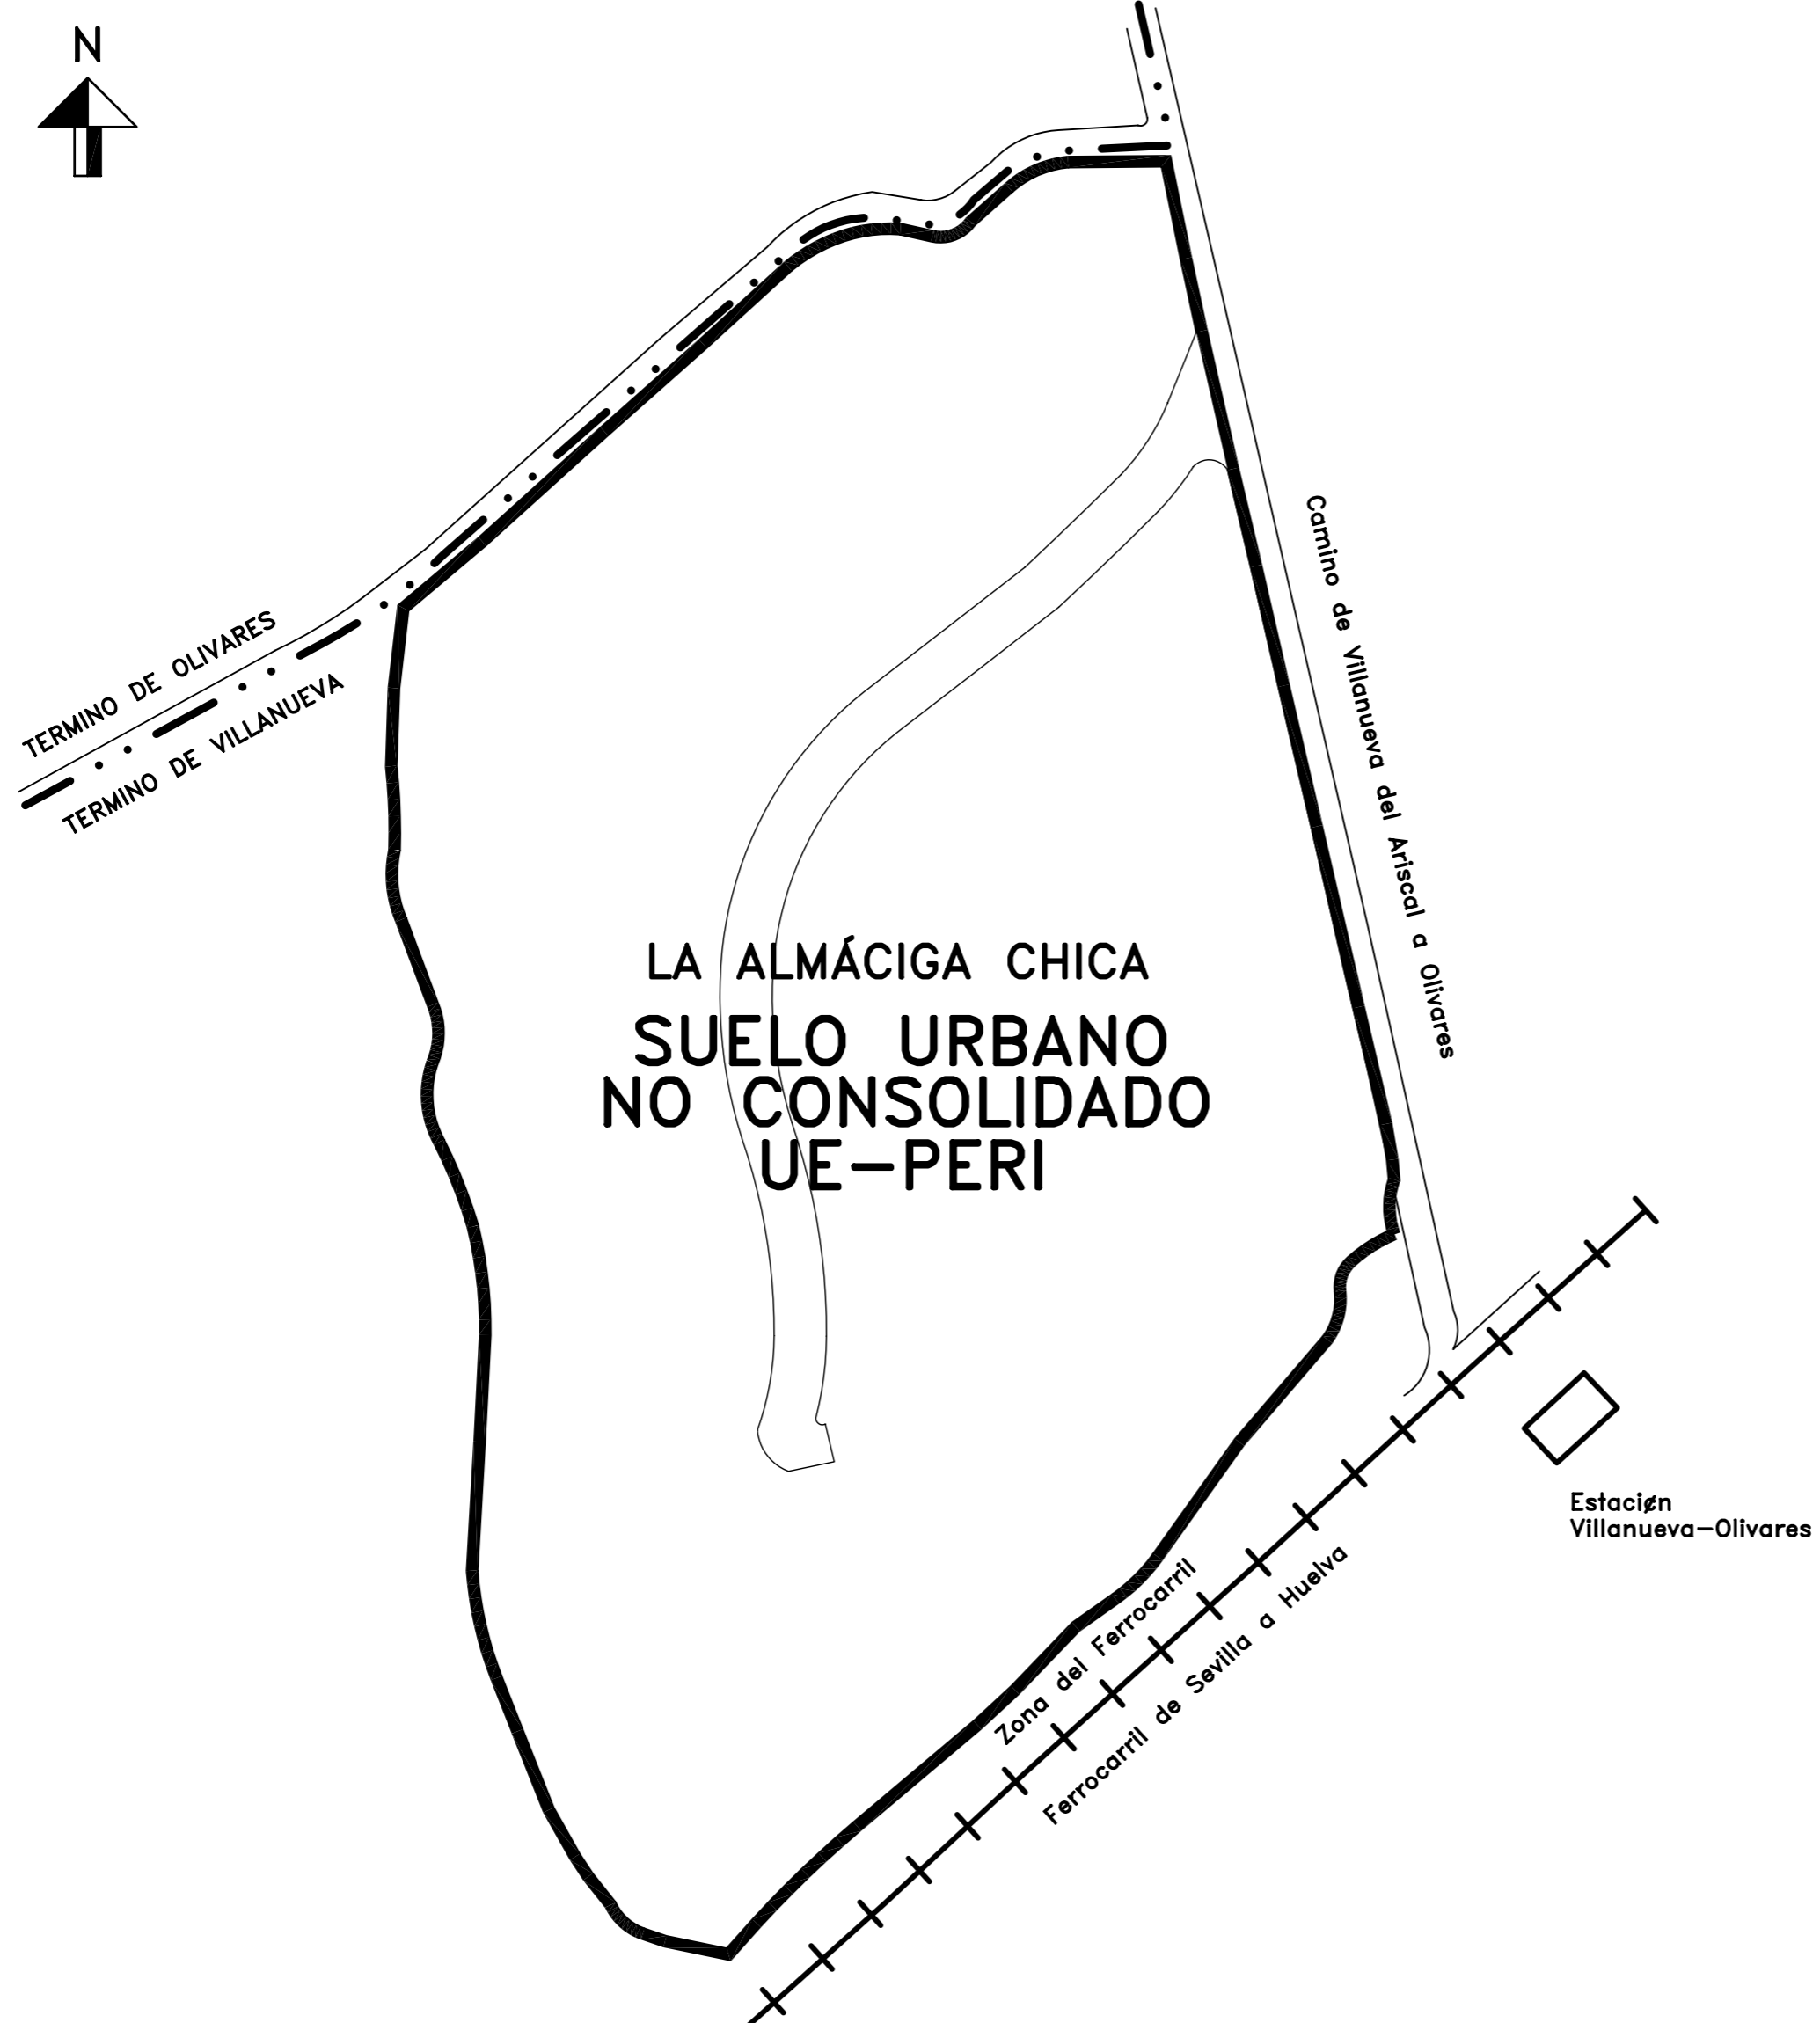 N
TERMINO DE OLIVARES
TERMINO DE VILLANUEVA
Camino de Villanueva del Ariscal a Olivares
LA ALMÁCIGA CHICA
SUELO URBANO
NO CONSOLIDADO
UE-PERI
Estaciøn
Villanueva-Olivares
Zona del Ferrocarril
Ferrocarril de Sevilla a Huelva